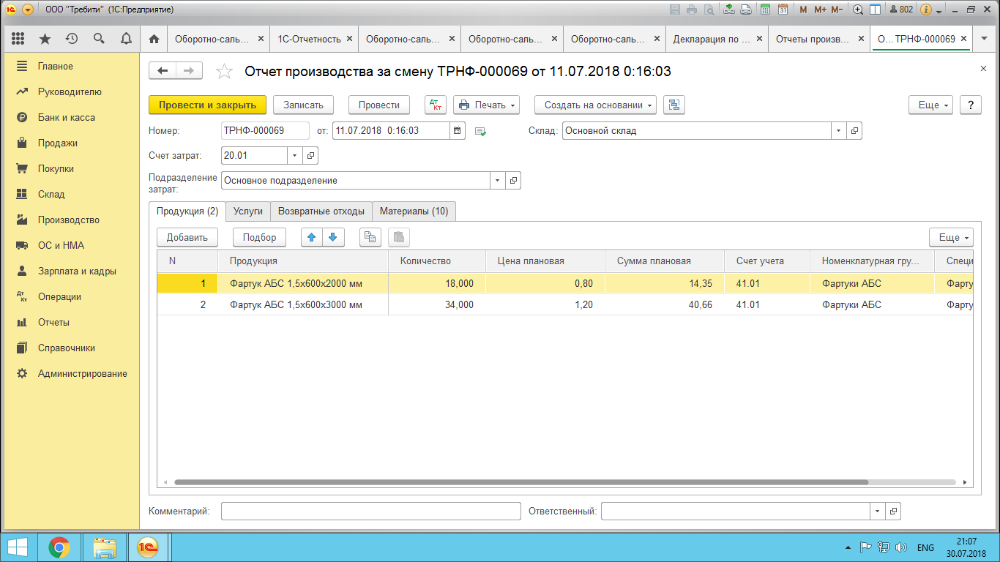 ООО "Требити" (1С:Предприятие)
M M+ M- 802
Оборотно-саль... 1С-Отчетность Оборотно-саль... Оборотно-саль... Оборотно-саль... Декларация по ... Отчеты произв... О... ТРНФ-000069
Главное
Руководителю
Банк и касса
Продажи
Покупки
Склад
Производство
ОС и НМА
Зарплата и кадры
Операции
Отчеты
Справочники
Администрирование
Отчет производства за смену ТРНФ-000069 от 11.07.2018 0:16:03
Провести и закрыть Записать Провести Дт Кт Печать Создать на основании Еще ?
Номер: ТРНФ-000069 от: 11.07.2018 0:16:03 Склад: Основной склад
Счет затрат: 20.01
Подразделение затрат: Основное подразделение
Продукция (2) Услуги Возвратные отходы Материалы (10)
Добавить Подбор Еще
N Продукция Количество Цена плановая Сумма плановая Счет учета Номенклатурная гру... Специ
1 Фартук АБС 1,5х600х2000 мм 18,000 0,80 14,35 41.01 Фартуки АБС Фарту
2 Фартук АБС 1,5х600х3000 мм 34,000 1,20 40,66 41.01 Фартуки АБС Фарту
Комментарий: Ответственный:
ENG 21:07
30.07.2018